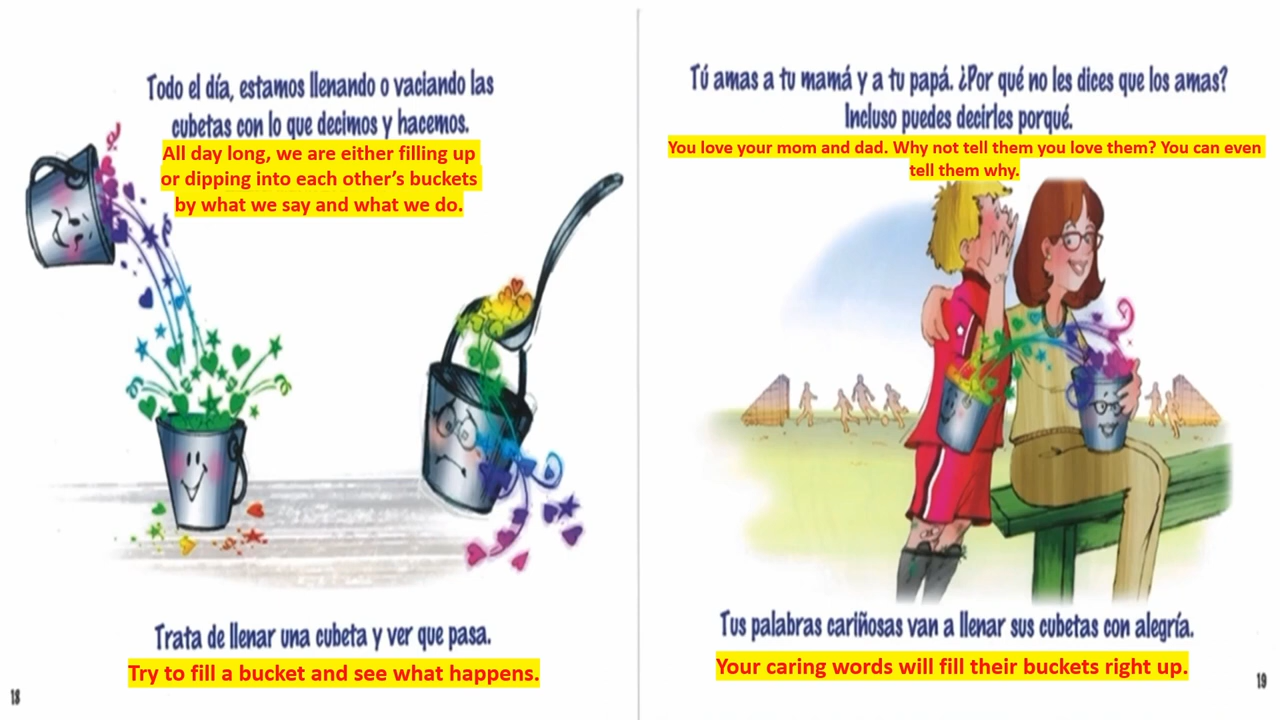 Todo el día, estamos llenando o vaciando las
cubetas con lo que decimos y hacemos.
All day long, we are either filling up
or dipping into each other’s buckets
by what we say and what we do.
Trata de llenar una cubeta y ver que pasa.
Try to fill a bucket and see what happens.
18
Tú amas a tu mamá y a tu papá. ¿Por qué no les dices que los amas?
Incluso puedes decirles porqué.
You love your mom and dad. Why not tell them you love them? You can even
tell them why.
Tus palabras cariñosas van a llenar sus cubetas con alegría.
Your caring words will fill their buckets right up.
19